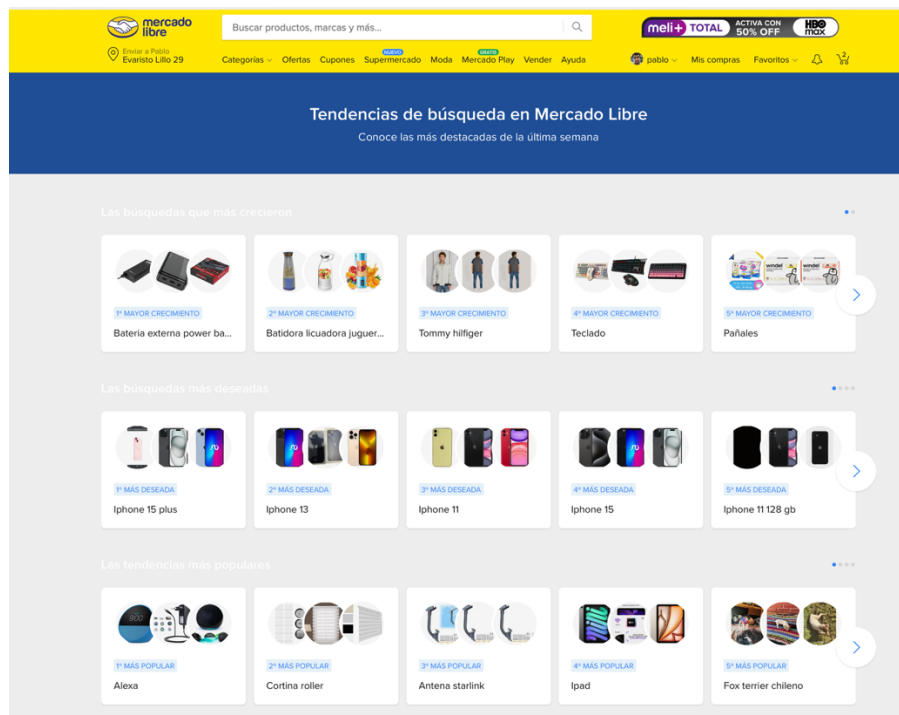 mercado
libre
Buscar productos, marcas y más...
meli+ TOTAL ACTIVA CON 50% OFF HBO max
Enviar a Pablo
Evaristo Lillo 29
NUEVO
GRATIS
Categorías Ofertas Cupones Supermercado Moda Mercado Play Vender Ayuda
pablo Mis compras Favoritos 2
Tendencias de búsqueda en Mercado Libre
Conoce las más destacadas de la última semana
Las búsquedas que más crecieron
1º MAYOR CRECIMIENTO 2º MAYOR CRECIMIENTO 3º MAYOR CRECIMIENTO 4º MAYOR CRECIMIENTO 5º MAYOR CRECIMIENTO
Bateria externa power ba... Batidora licuadora juguer... Tommy hilfiger Teclado Pañales
Las búsquedas más deseadas
1º MÁS DESEADA 2º MÁS DESEADA 3º MÁS DESEADA 4º MÁS DESEADA 5º MÁS DESEADA
Iphone 15 plus Iphone 13 Iphone 11 Iphone 15 Iphone 11 128 gb
Las tendencias más populares
1º MÁS POPULAR 2º MÁS POPULAR 3º MÁS POPULAR 4º MÁS POPULAR 5º MÁS POPULAR
Alexa Cortina roller Antena starlink Ipad Fox terrier chileno